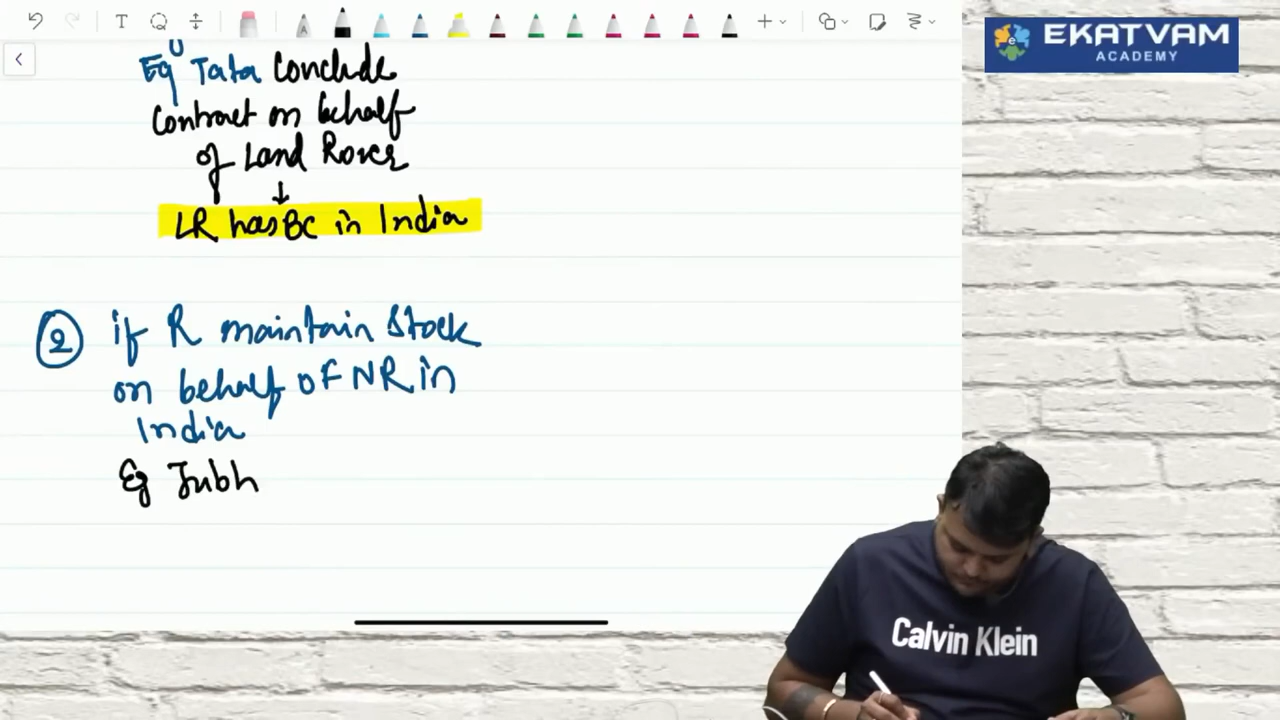 EKATVAM
ACADEMY
Eg Tata Conclude
Contract on behalf
of Land Rover
↓
LR has BC in India
② if R maintain Stock
on behalf of NR in
India
Eg Jubh
Calvin Klein